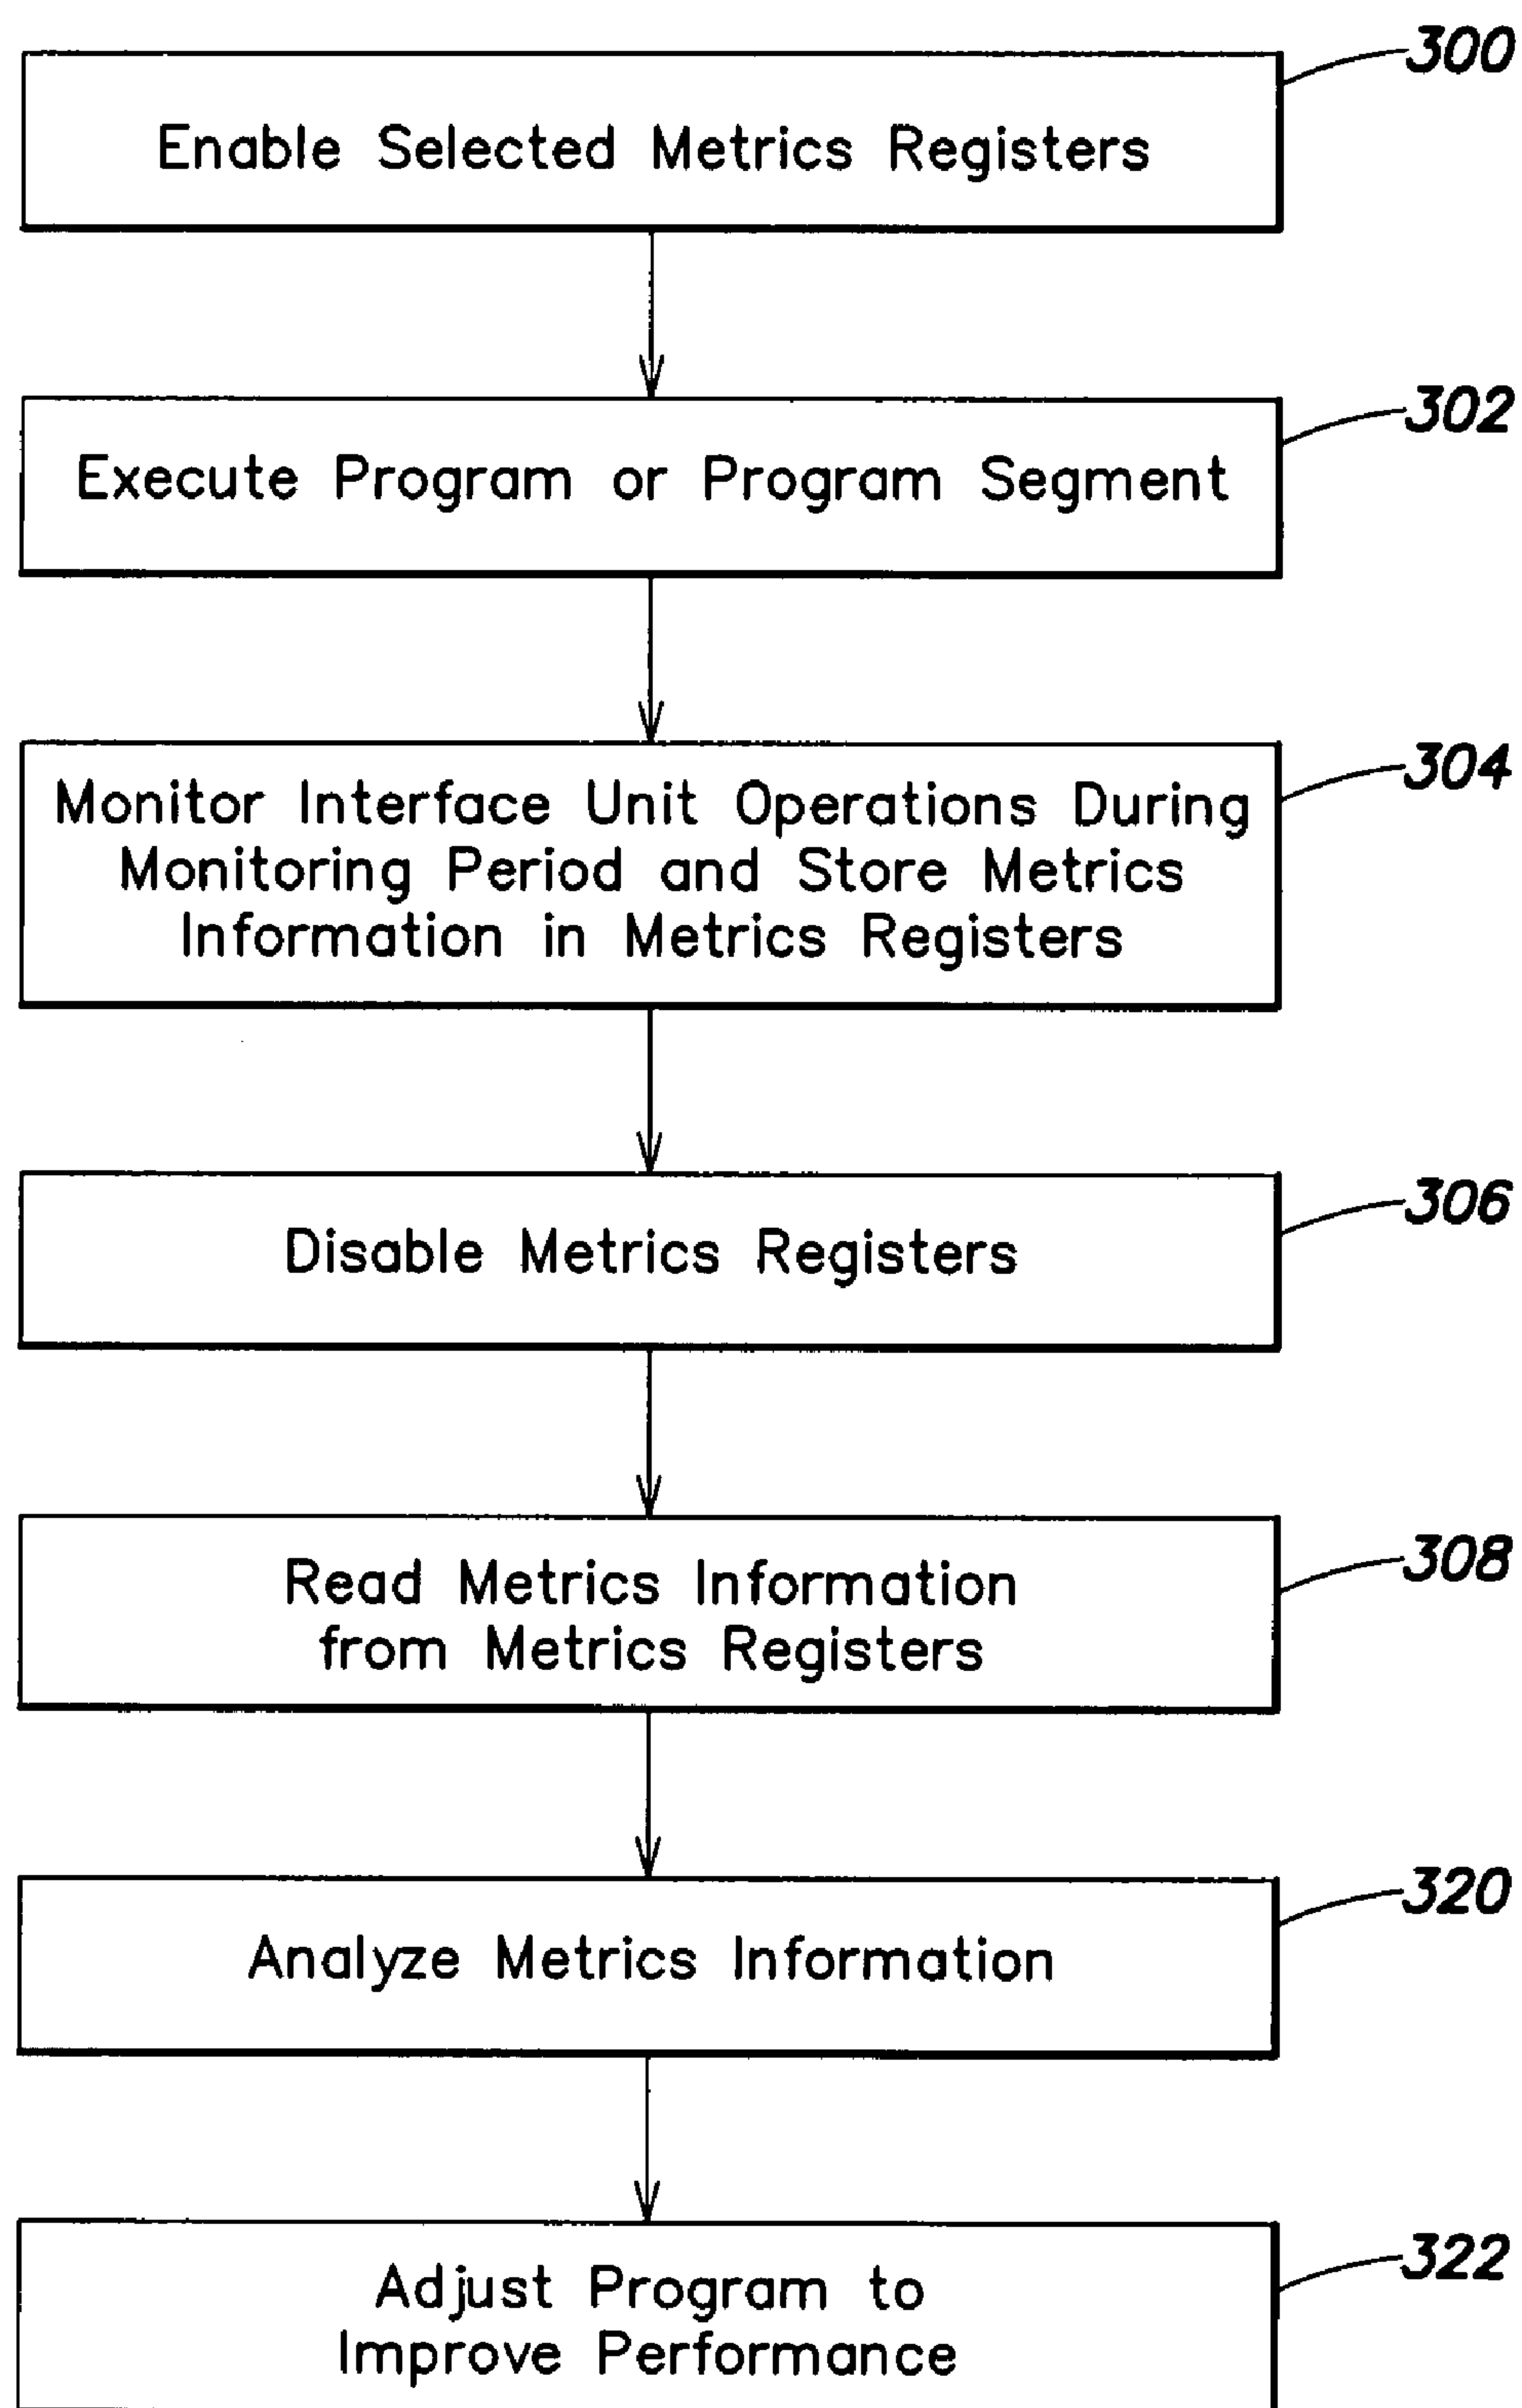 300
Enable Selected Metrics Registers
302
Execute Program or Program Segment
304
Monitor Interface Unit Operations During
Monitoring Period and Store Metrics
Information in Metrics Registers
306
Disable Metrics Registers
308
Read Metrics Information
from Metrics Registers
320
Analyze Metrics Information
322
Adjust Program to
Improve Performance